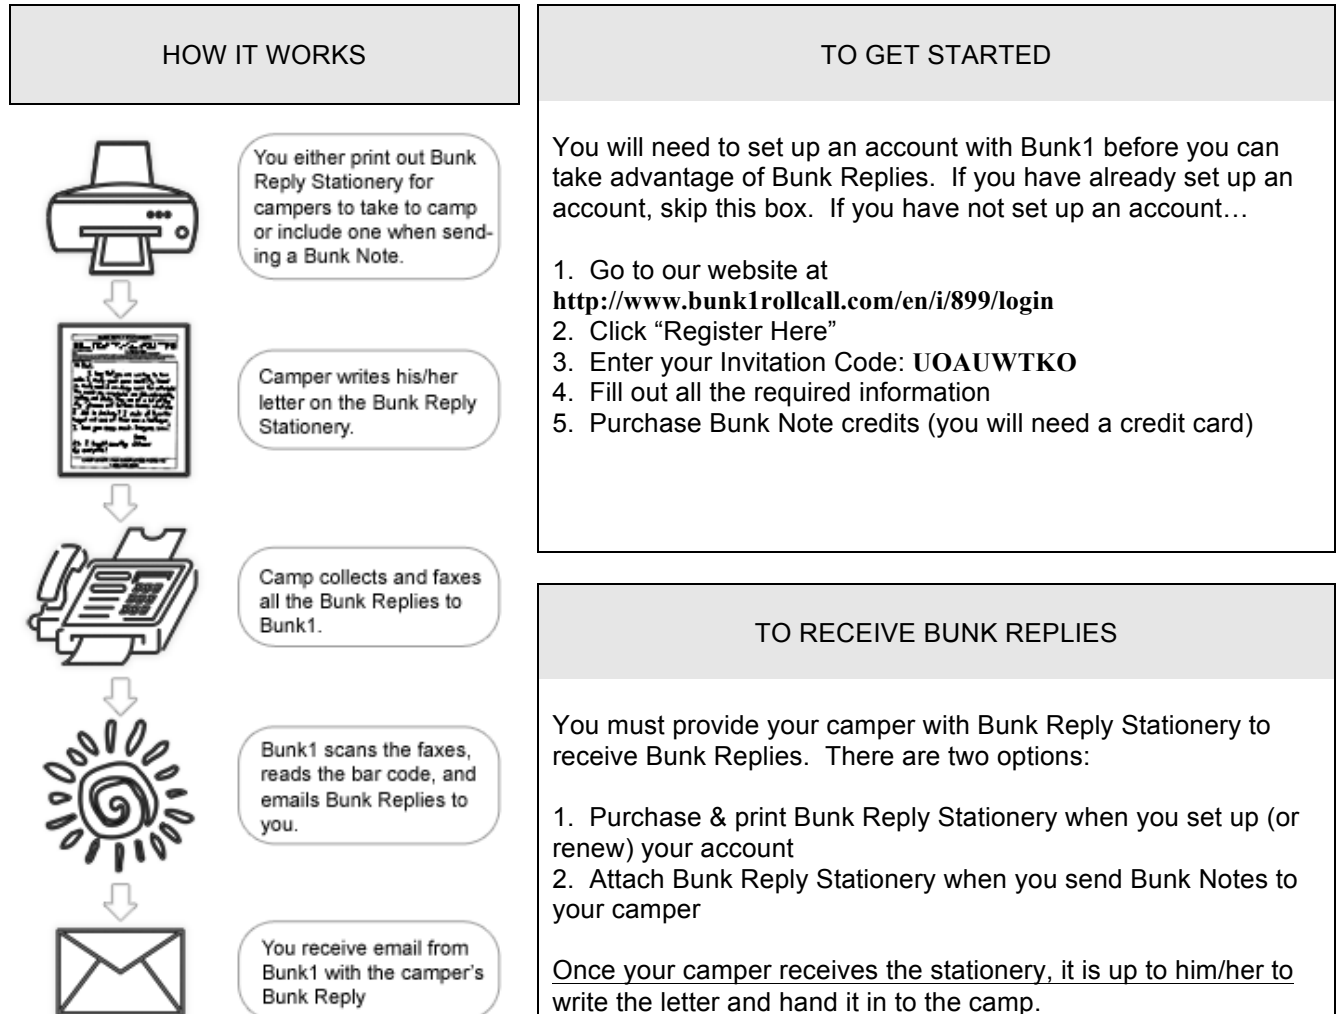 HOW IT WORKS
You either print out Bunk
Reply Stationery for
campers to take to camp
or include one when send-
ing a Bunk Note.
Camper writes his/her
letter on the Bunk Reply
Stationery.
Camp collects and faxes
all the Bunk Replies to
Bunk1.
Bunk1 scans the faxes,
reads the bar code, and
emails Bunk Replies to
you.
You receive email from
Bunk1 with the camper's
Bunk Reply
TO GET STARTED
You will need to set up an account with Bunk1 before you can
take advantage of Bunk Replies.  If you have already set up an
account, skip this box.  If you have not set up an account…
1.  Go to our website at
http://www.bunk1rollcall.com/en/i/899/login
2.  Click “Register Here”
3.  Enter your Invitation Code: UOAUWTKO
4.  Fill out all the required information
5.  Purchase Bunk Note credits (you will need a credit card)
TO RECEIVE BUNK REPLIES
You must provide your camper with Bunk Reply Stationery to
receive Bunk Replies.  There are two options:
1.  Purchase & print Bunk Reply Stationery when you set up (or
renew) your account
2.  Attach Bunk Reply Stationery when you send Bunk Notes to
your camper
Once your camper receives the stationery, it is up to him/her to
write the letter and hand it in to the camp.